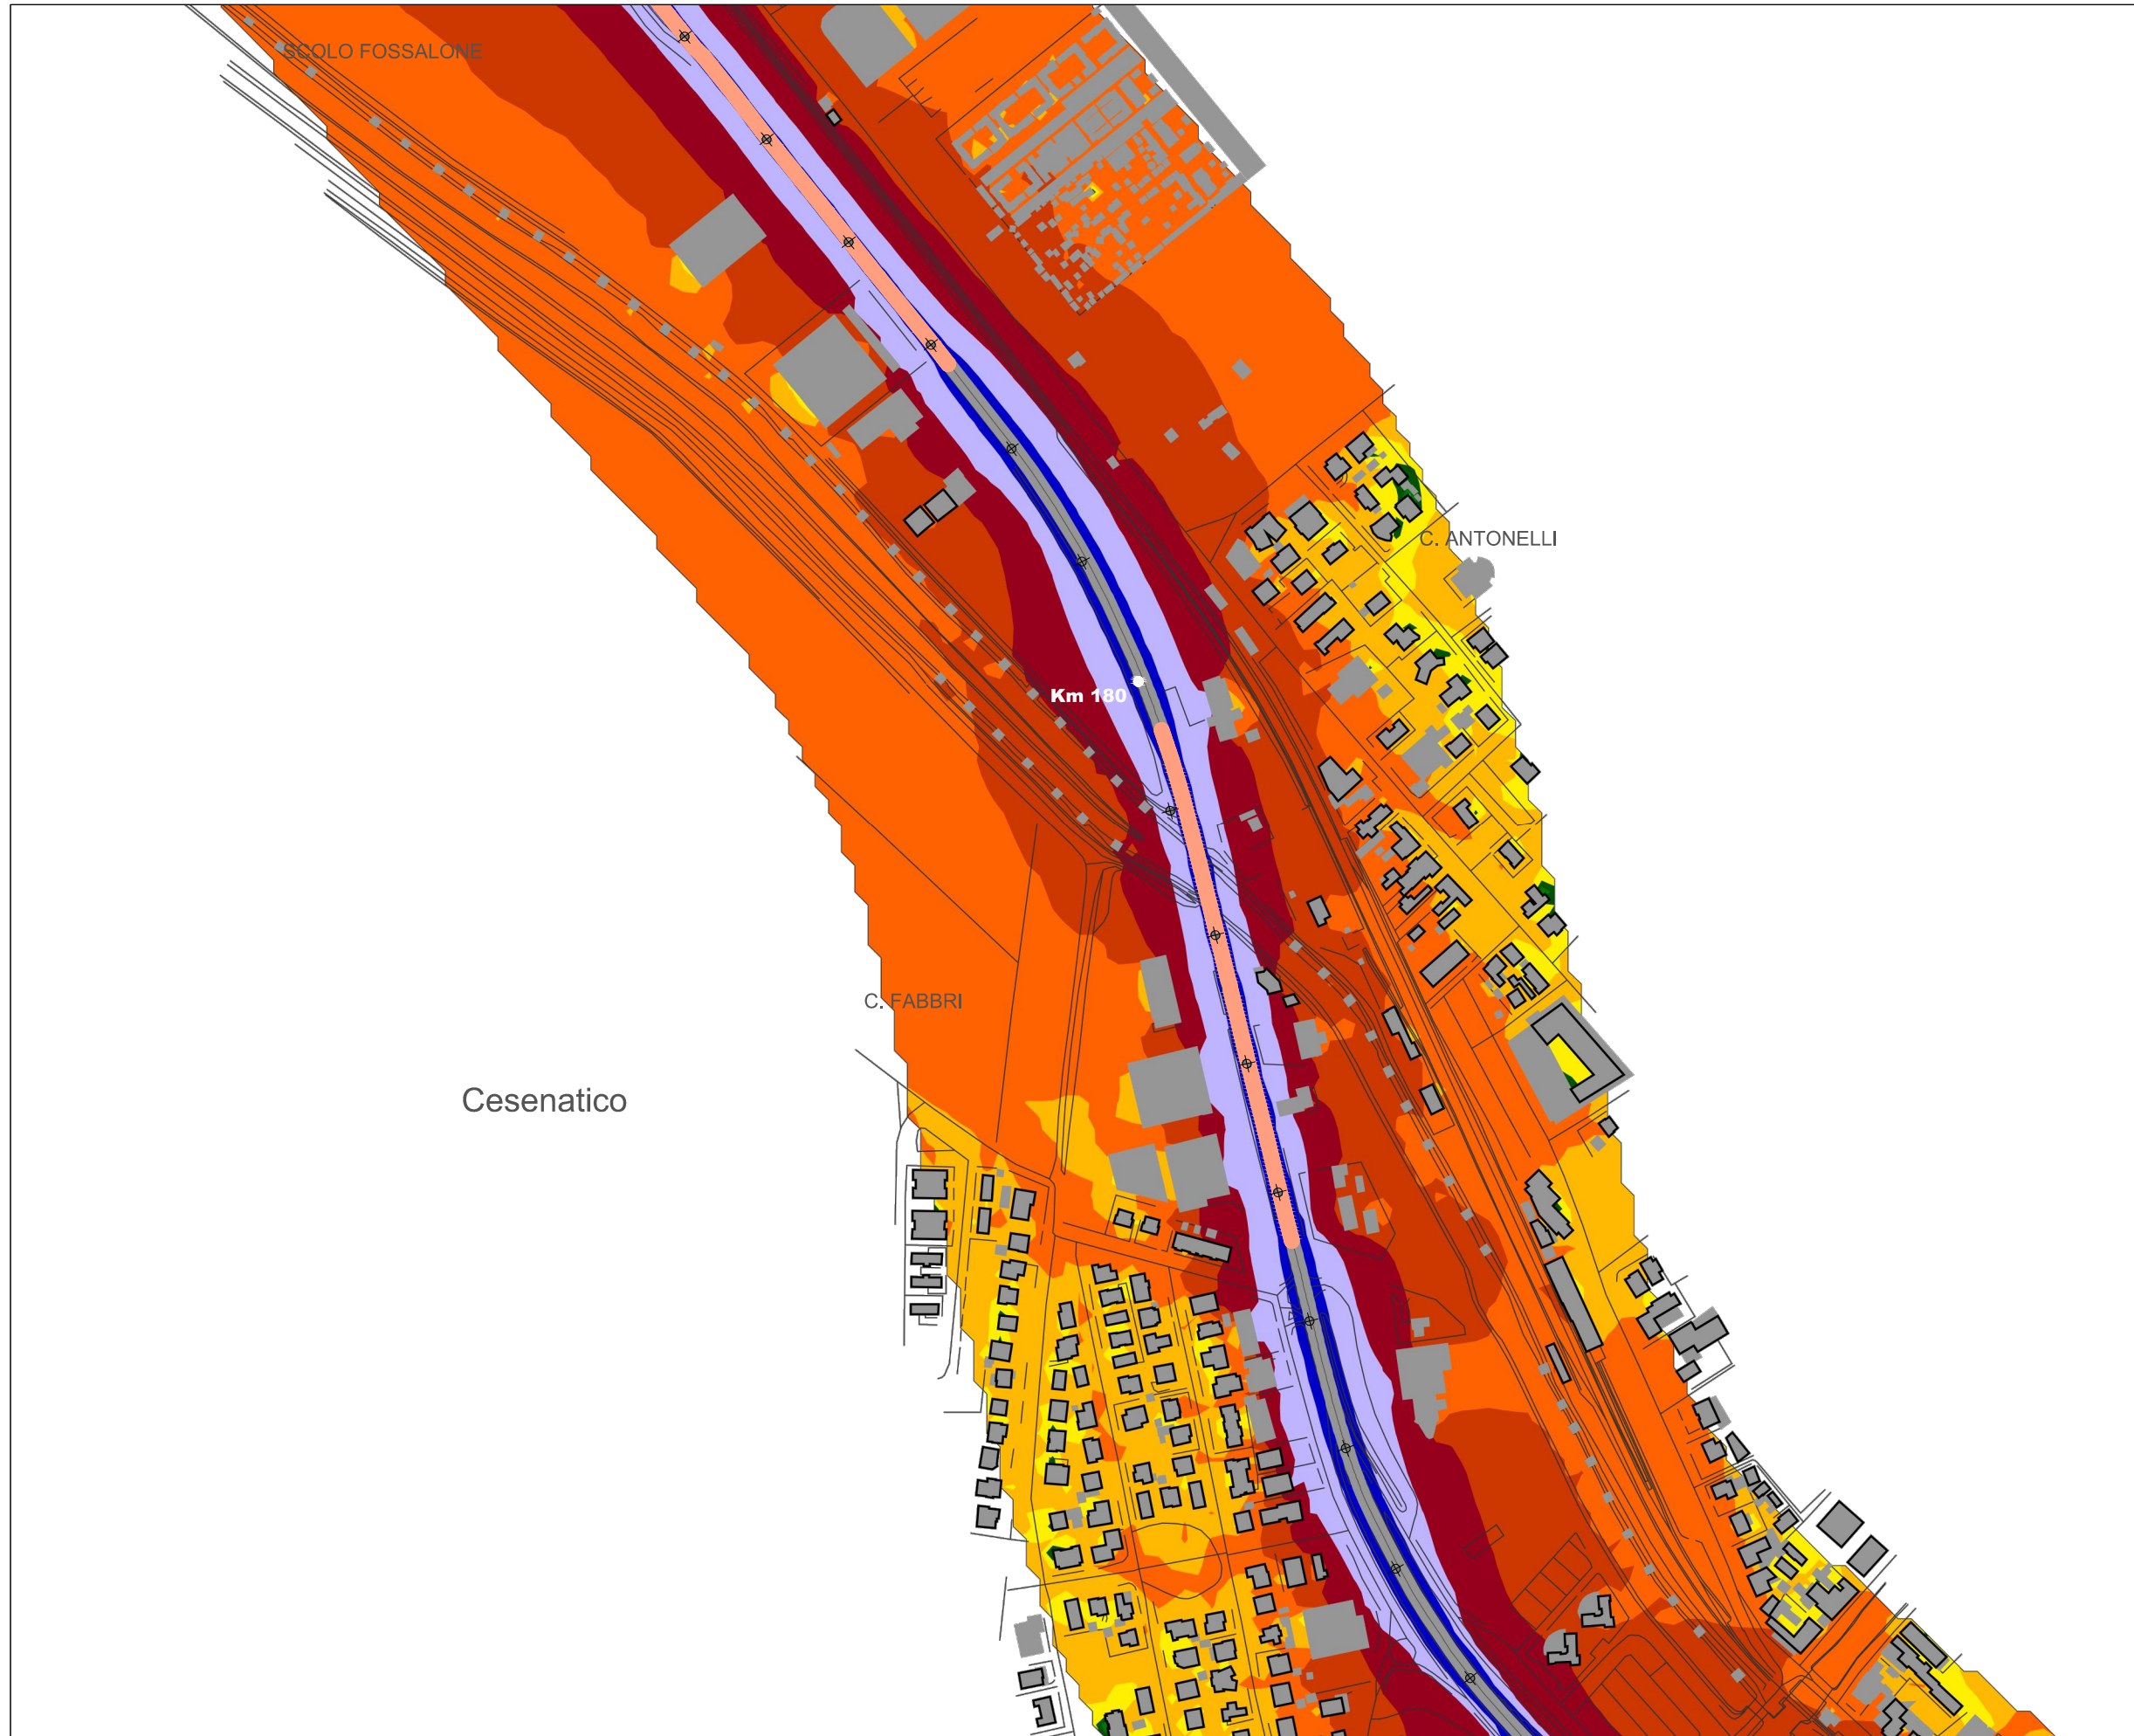 SCOLO FOSSALONE
C. ANTONELLI
Km 180
C. FABBRI
Cesenatico